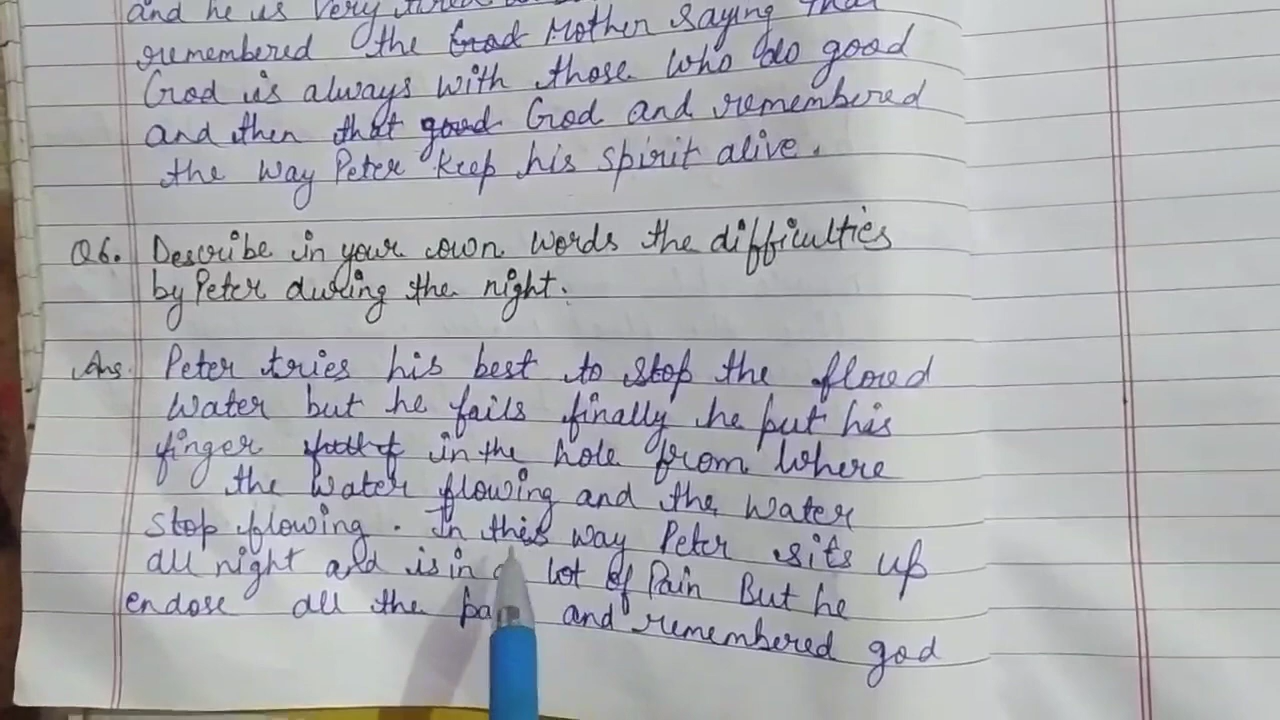 and he is very tired
remembered the God Mother saying that
God is always with those who do good
and then that good God and remembered
the way Peter keep his spirit alive.
Q6. Describe in your own words the difficulties
by Peter during the night.
Ans. Peter tries his best to stop the flored
water but he fails finally he put his
finger in the hole from where
the water flowing and the water
stop flowing. In this way Peter sits up
all night and is in a lot of Pain But he
endose all the pa and remembered god